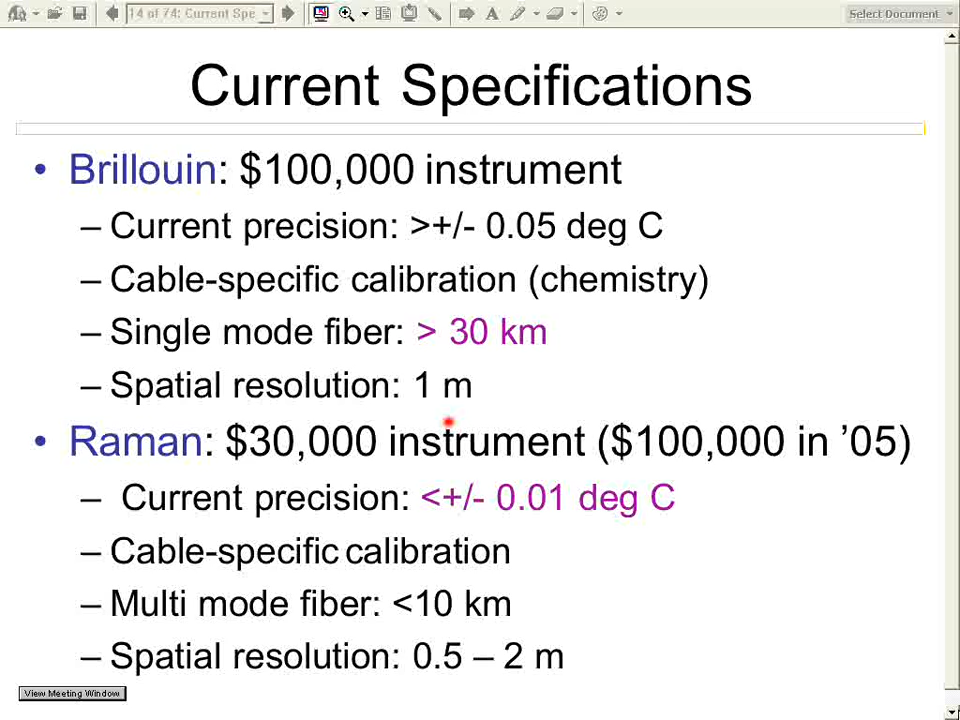 14 of 74: Current Spe
Select Document
Current Specifications
• Brillouin: $100,000 instrument
– Current precision: >+/- 0.05 deg C
– Cable-specific calibration (chemistry)
– Single mode fiber: > 30 km
– Spatial resolution: 1 m
• Raman: $30,000 instrument ($100,000 in ’05)
– Current precision: <+/- 0.01 deg C
– Cable-specific calibration
– Multi mode fiber: <10 km
– Spatial resolution: 0.5 – 2 m
View Meeting Window